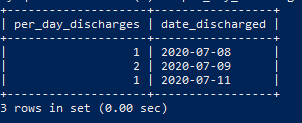 | per_day_discharges | date_discharged |
| 1 | 2020-07-08 |
| 2 | 2020-07-09 |
| 1 | 2020-07-11 |
3 rows in set (0.00 sec)